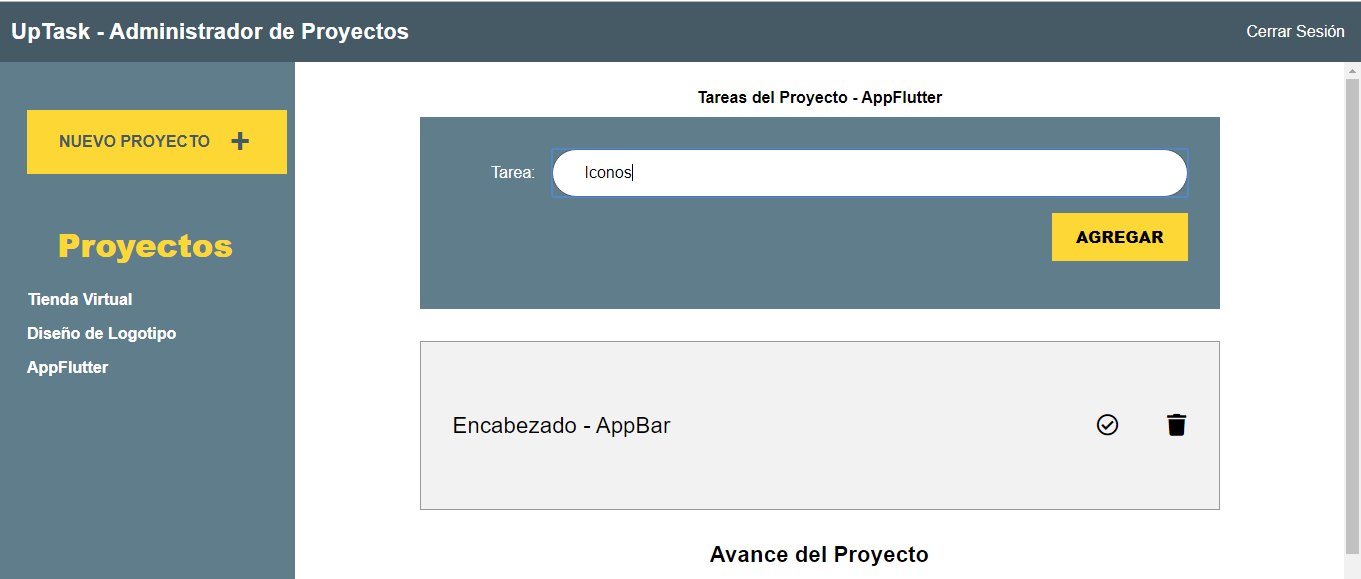 UpTask - Administrador de Proyectos
Cerrar Sesión
NUEVO PROYECTO +
Proyectos
Tienda Virtual
Diseño de Logotipo
AppFlutter
Tareas del Proyecto - AppFlutter
Tarea: Iconos
AGREGAR
Encabezado - AppBar
Avance del Proyecto